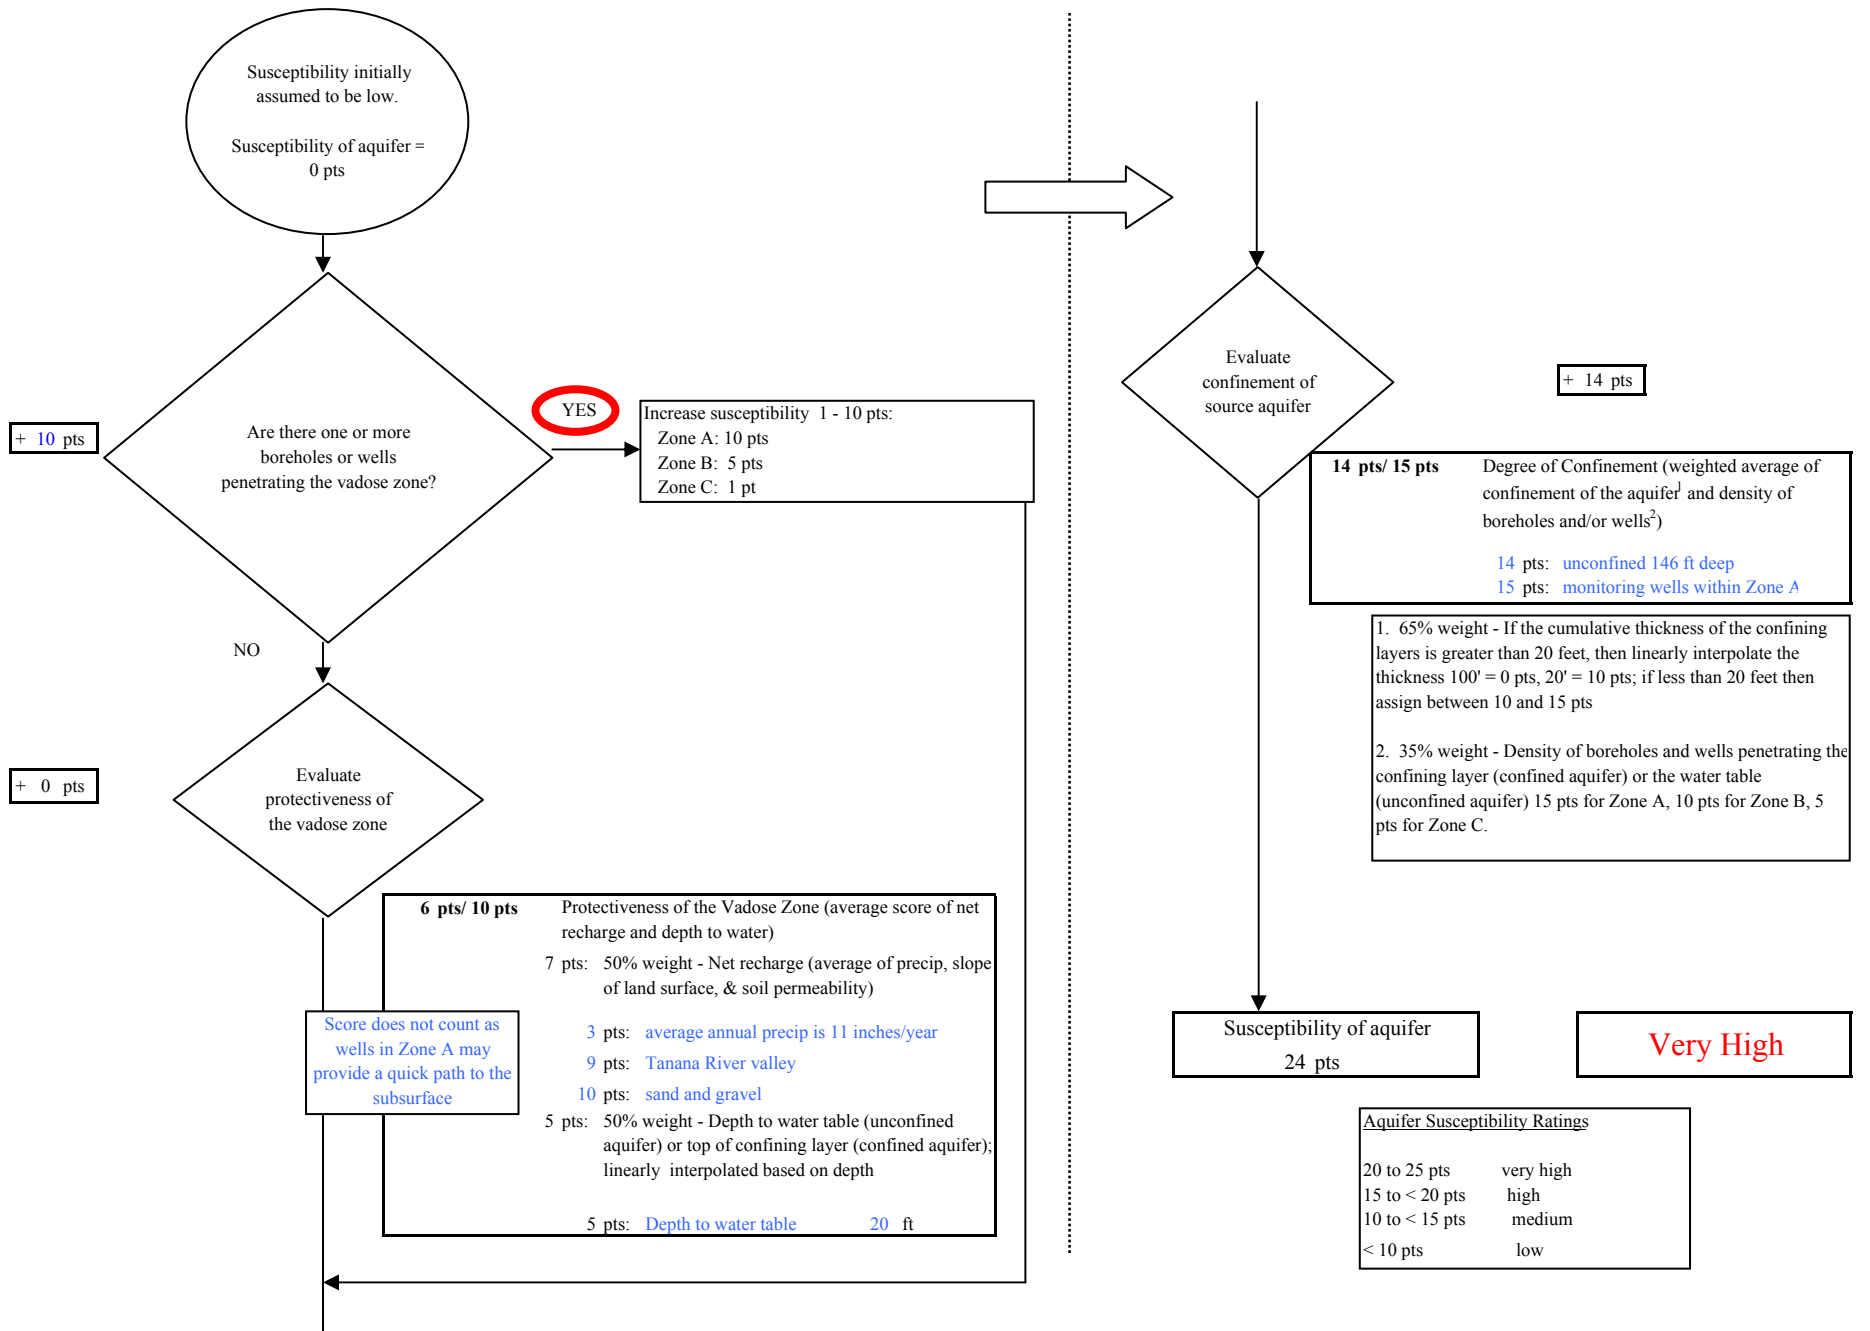 Susceptibility initially
assumed to be low.
Susceptibility of aquifer =
0 pts
+ 10 pts
Are there one or more
boreholes or wells
penetrating the vadose zone?
YES
Increase susceptibility 1 - 10 pts:
Zone A: 10 pts
Zone B: 5 pts
Zone C: 1 pt
NO
+ 0 pts
Evaluate
protectiveness of
the vadose zone
6 pts/ 10 pts
Protectiveness of the Vadose Zone (average score of net
recharge and depth to water)
7 pts: 50% weight - Net recharge (average of precip, slope
of land surface, & soil permeability)
3 pts: average annual precip is 11 inches/year
9 pts: Tanana River valley
10 pts: sand and gravel
5 pts: 50% weight - Depth to water table (unconfined
aquifer) or top of confining layer (confined aquifer);
linearly interpolated based on depth
5 pts: Depth to water table 20 ft
Score does not count as
wells in Zone A may
provide a quick path to the
subsurface
Evaluate
confinement of
source aquifer
+ 14 pts
14 pts/ 15 pts
Degree of Confinement (weighted average of
confinement of the aquifer1 and density of
boreholes and/or wells2)
14 pts: unconfined 146 ft deep
15 pts: monitoring wells within Zone A
1. 65% weight - If the cumulative thickness of the confining
layers is greater than 20 feet, then linearly interpolate the
thickness 100' = 0 pts, 20' = 10 pts; if less than 20 feet then
assign between 10 and 15 pts
2. 35% weight - Density of boreholes and wells penetrating the
confining layer (confined aquifer) or the water table
(unconfined aquifer) 15 pts for Zone A, 10 pts for Zone B, 5
pts for Zone C.
Susceptibility of aquifer
24 pts
Very High
Aquifer Susceptibility Ratings
20 to 25 pts very high
15 to < 20 pts high
10 to < 15 pts medium
< 10 pts low